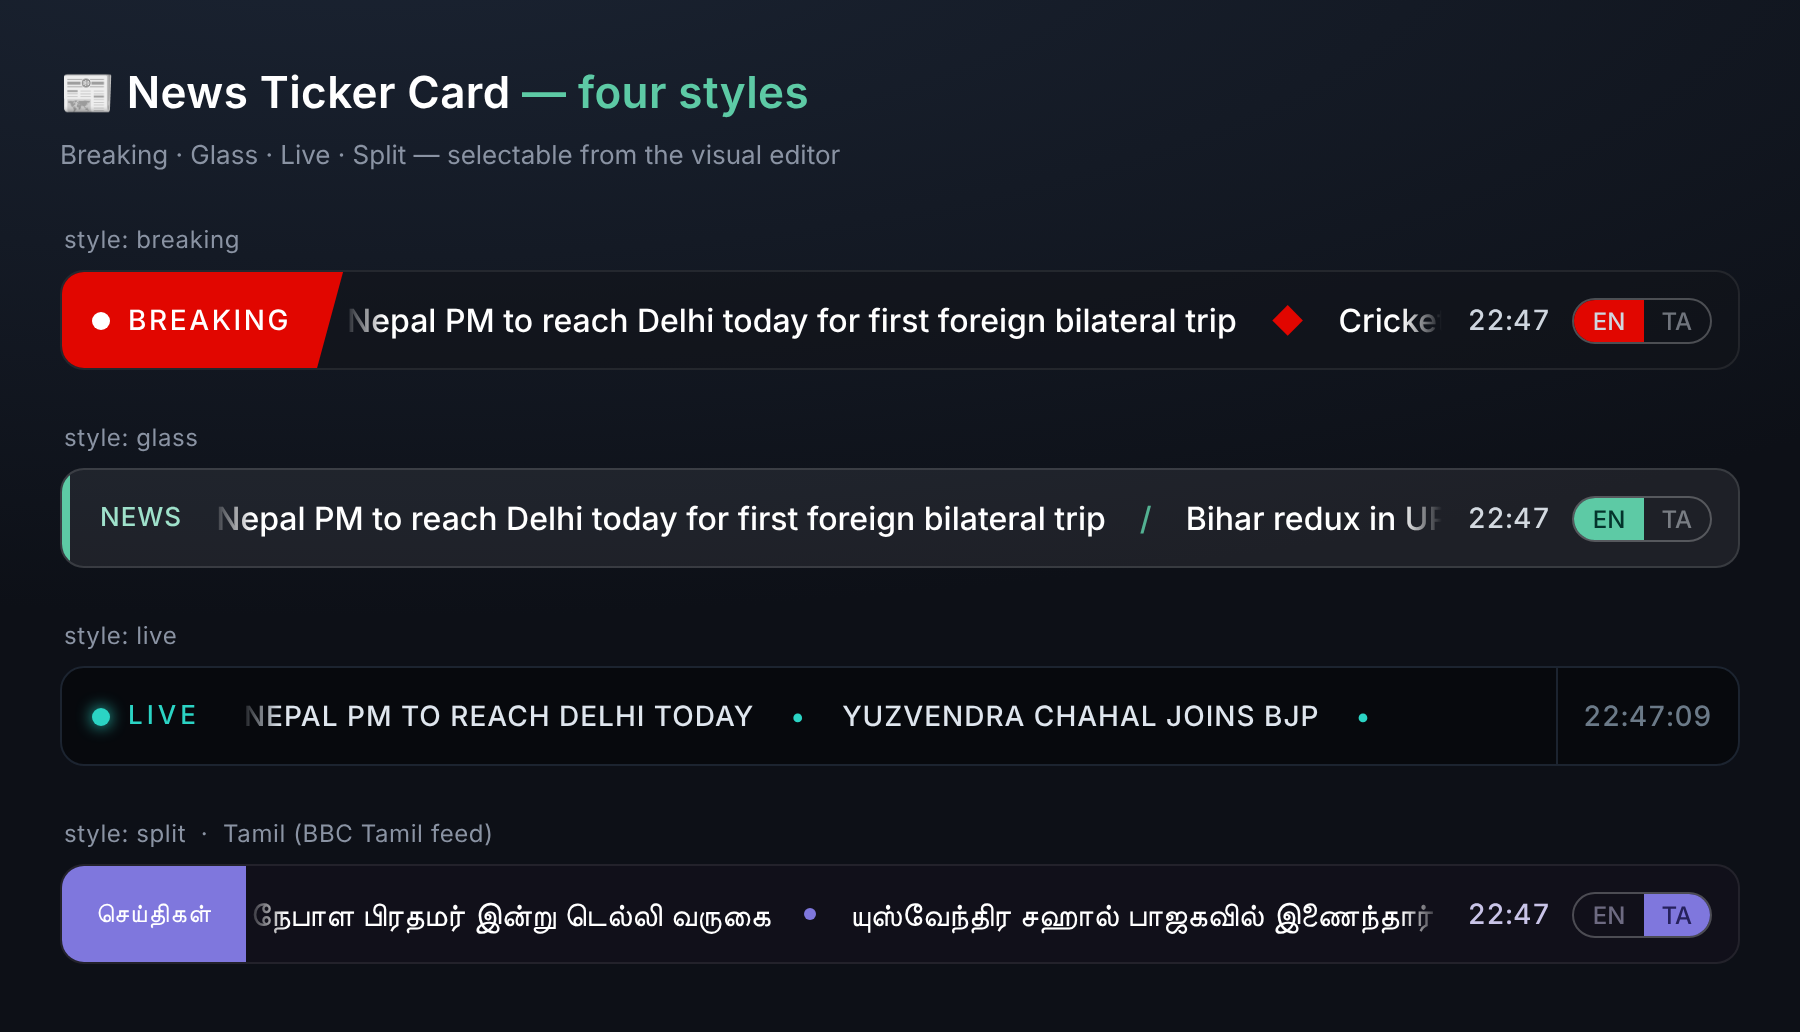 📰 News Ticker Card — four styles
Breaking · Glass · Live · Split — selectable from the visual editor
style: breaking
BREAKING Nepal PM to reach Delhi today for first foreign bilateral trip ◆ Cricke 22:47 EN TA
style: glass
NEWS Nepal PM to reach Delhi today for first foreign bilateral trip / Bihar redux in UP 22:47 EN TA
style: live
LIVE NEPAL PM TO REACH DELHI TODAY • YUZVENDRA CHAHAL JOINS BJP • 22:47:09
style: split · Tamil (BBC Tamil feed)
செய்திகள் நேபாள பிரதமர் இன்று டெல்லி வருகை • யுஸ்வேந்திர சஹால் பாஜகவில் இணைந்தார் 22:47 EN TA